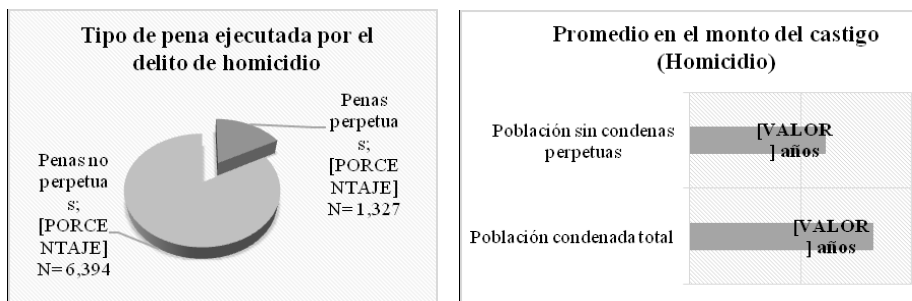 Tipo de pena ejecutada por el
delito de homicidio
Penas
perpetua
s;
[PORCE
NTAJE]
N=1,327
Penas no
perpetua
s;
[PORCE
NTAJE]
N=6,394
Promedio en el monto del castigo
(Homicidio)
Población sin condenas
perpetuas
[VALOR
] años
Población condenada total
[VALOR
] años